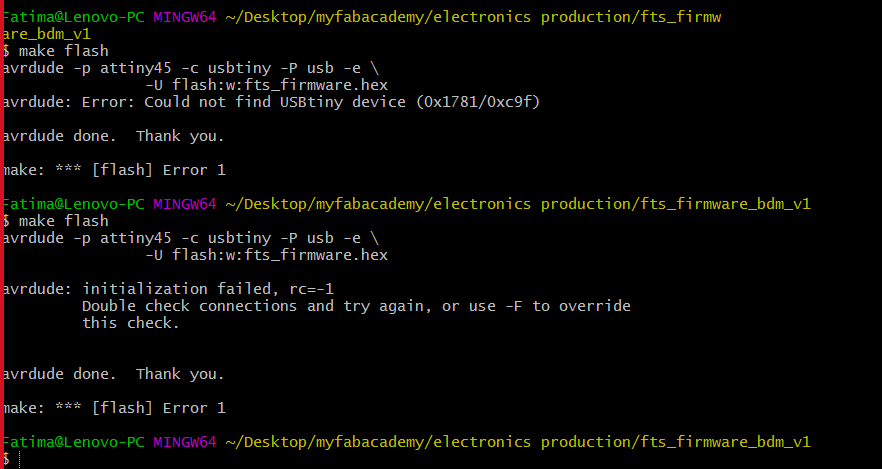 Fatima@Lenovo-PC MINGW64 ~/Desktop/myfabacademy/electronics production/fts_firmw
are_bdm_v1
$ make flash
avrdude -p attiny45 -c usbtiny -P usb -e \
                -U flash:w:fts_firmware.hex
avrdude: Error: Could not find USBtiny device (0x1781/0xc9f)

avrdude done.  Thank you.

make: *** [flash] Error 1

Fatima@Lenovo-PC MINGW64 ~/Desktop/myfabacademy/electronics production/fts_firmware_bdm_v1
$ make flash
avrdude -p attiny45 -c usbtiny -P usb -e \
                -U flash:w:fts_firmware.hex

avrdude: initialization failed, rc=-1
         Double check connections and try again, or use -F to override
         this check.


avrdude done.  Thank you.

make: *** [flash] Error 1

Fatima@Lenovo-PC MINGW64 ~/Desktop/myfabacademy/electronics production/fts_firmware_bdm_v1
$